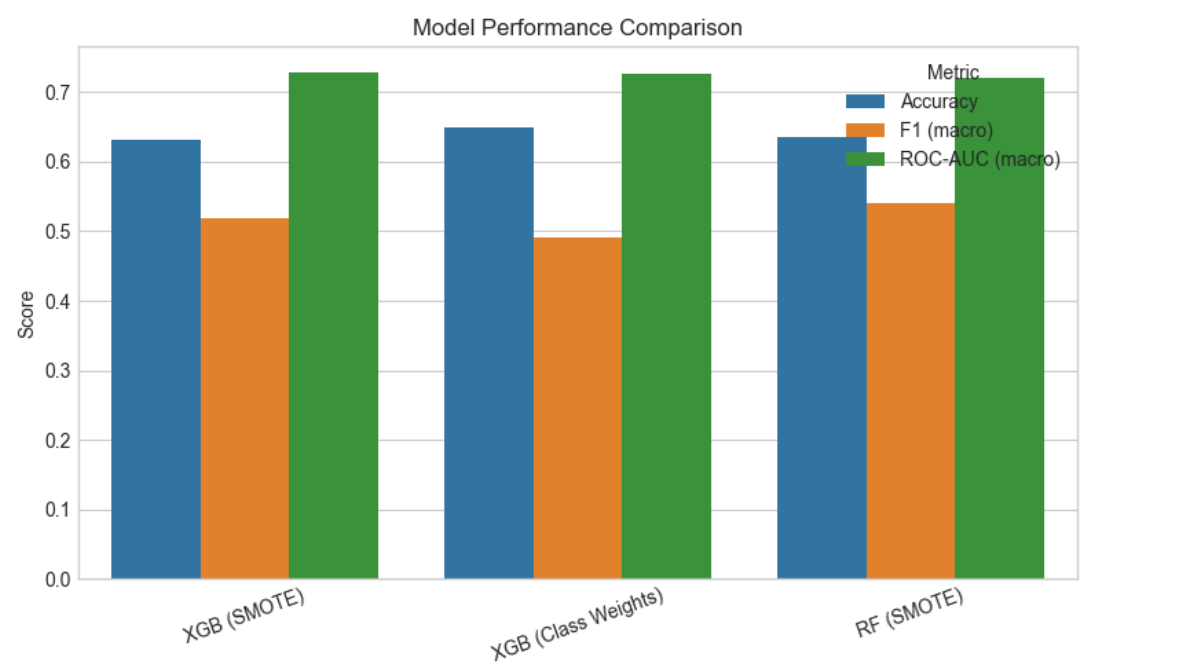 Model Performance Comparison
Metric
Accuracy
F1 (macro)
ROC-AUC (macro)
Score
0.7
0.6
0.5
0.4
0.3
0.2
0.1
0.0
XGB (SMOTE)
XGB (Class Weights)
RF (SMOTE)